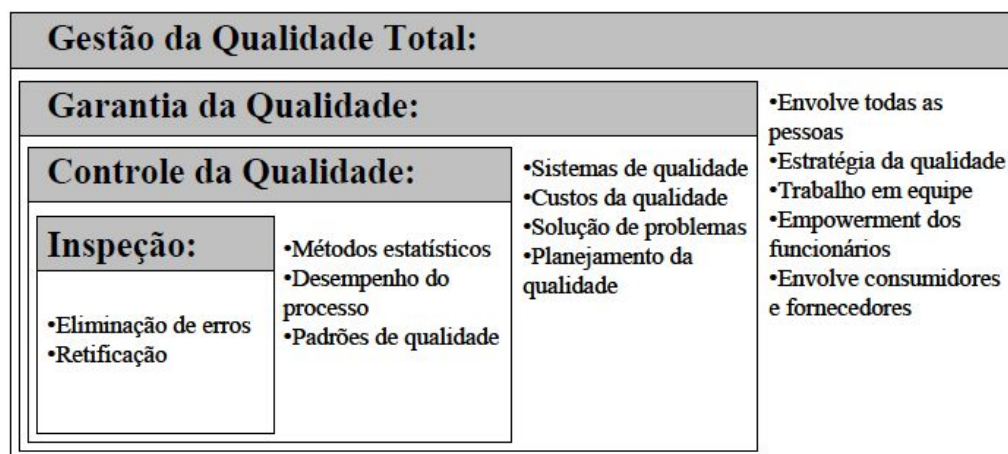 Gestão da Qualidade Total:
Garantia da Qualidade:
Controle da Qualidade:
Inspeção:
•Eliminação de erros
•Retificação
•Métodos estatísticos
•Desempenho do
processo
•Padrões de qualidade
•Sistemas de qualidade
•Custos da qualidade
•Solução de problemas
•Planejamento da
qualidade
•Envolve todas as
pessoas
•Estratégia da qualidade
•Trabalho em equipe
•Empowerment dos
funcionários
•Envolve consumidores
e fornecedores